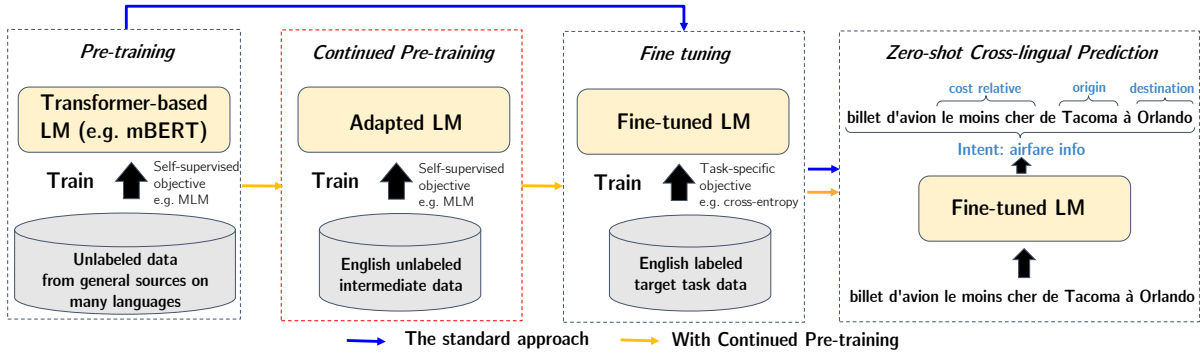 Pre-training
Transformer-based
LM (e.g. mBERT)
Train
Self-supervised
objective
e.g. MLM
Unlabeled data
from general sources on
many languages
Continued Pre-training
Adapted LM
Train
Self-supervised
objective
e.g. MLM
English unlabeled
intermediate data
Fine tuning
Fine-tuned LM
Train
Task-specific
objective
e.g. cross-entropy
English labeled
target task data
Zero-shot Cross-lingual Prediction
cost relative origin destination
billet d'avion le moins cher de Tacoma à Orlando
Intent: airfare info
Fine-tuned LM
billet d'avion le moins cher de Tacoma à Orlando
The standard approach
With Continued Pre-training